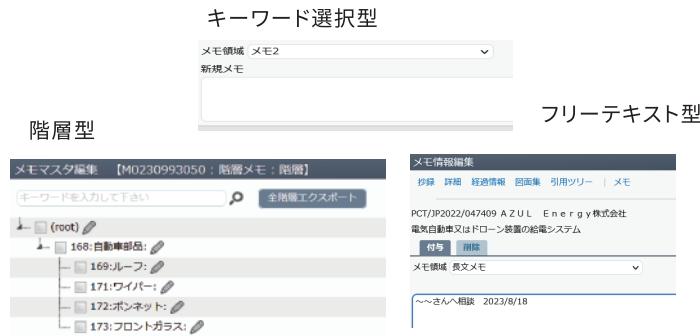 キーワード選択型
メモ領域 メモ2
新規メモ
階層型
メモマスタ編集 【M0230993050:階層メモ:階層】
キーワードを入力して下さい
全階層エクスポート
(root)
168:自動車部品:
169:ルーフ:
171:ワイパー:
172:ボンネット:
173:フロントガラス:
フリーテキスト型
メモ情報編集
抄録 詳細 経過情報 図面集 引用ツリー | メモ
PCT/JP2022/047409 AZUL Energy株式会社
電気自動車又はドローン装置の給電システム
付与 削除
メモ領域 長文メモ
~~さんへ相談 2023/8/18